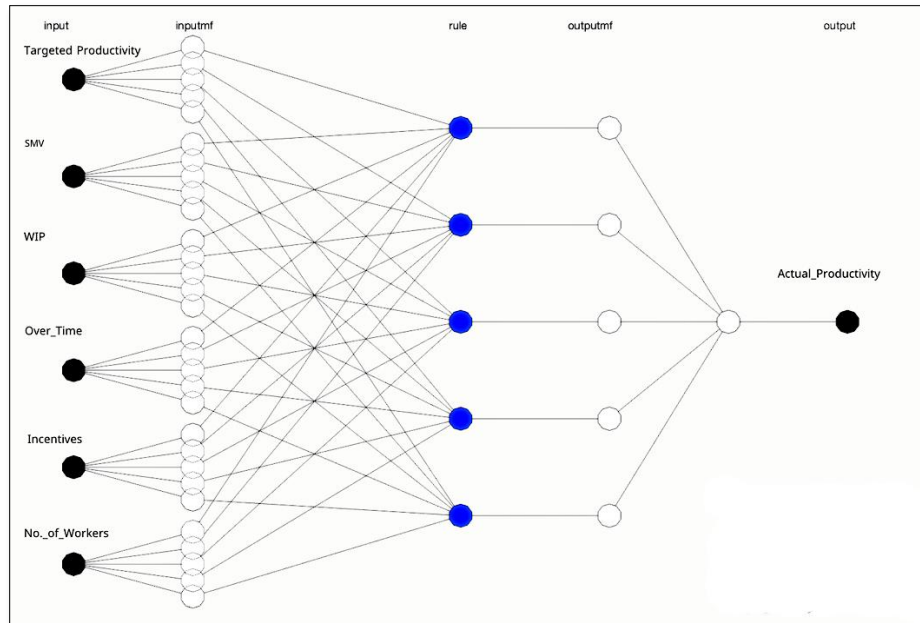 input inputmf rule outputmf output
Targeted Productivity
SMV
WIP
Actual_Productivity
Over_Time
Incentives
No._of_Workers